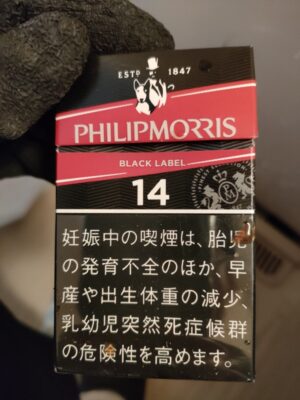 ESTD 1847
PHILIP MORRIS
BLACK LABEL
14
妊娠中の喫煙は、胎児
の発育不全のほか、早
産や出生体重の減少、
乳幼児突然死症候群
の危険性を高めます。